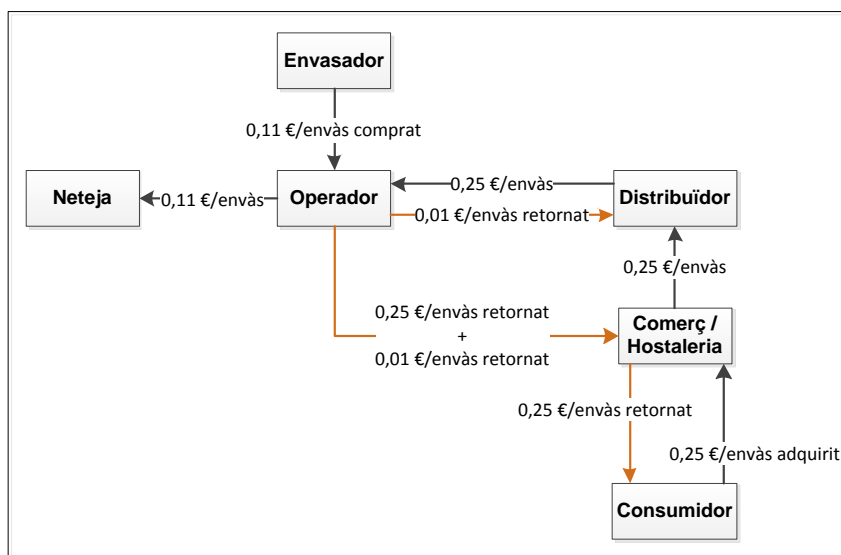 Envasador
0,11 €/envàs comprat
Neteja
0,11 €/envàs
Operador
0,25 €/envàs
Distribuïdor
0,01 €/envàs retornat
0,25 €/envàs
0,25 €/envàs retornat
+
0,01 €/envàs retornat
Comerç /
Hostaleria
0,25 €/envàs retornat
0,25 €/envàs adquirit
Consumidor